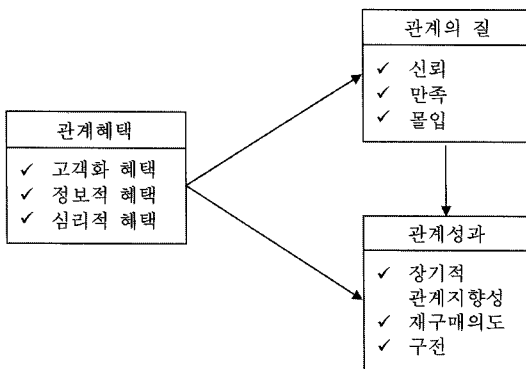 관계의 질
✓ 신뢰
✓ 만족
✓ 몰입
관계혜택
✓ 고객화 혜택
✓ 정보적 혜택
✓ 심리적 혜택
관계성과
✓ 장기적
관계지향성
✓ 재구매의도
✓ 구전